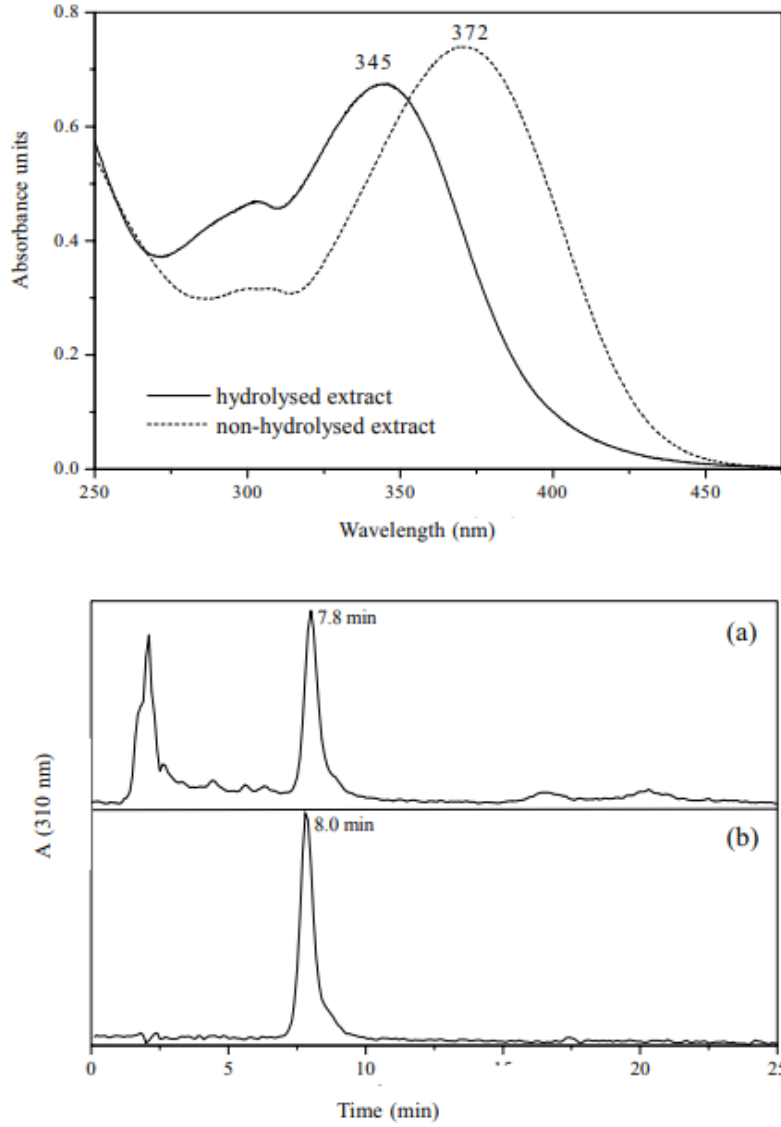 0.8
372
345
0.6
Absorbance units
0.4
0.2
hydrolysed extract
non-hydrolysed extract
0.0
250
300
350
400
450
Wavelength (nm)
7.8 min
(a)
A (310 nm)
8.0 min
(b)
0
5
10
15
20
25
Time (min)